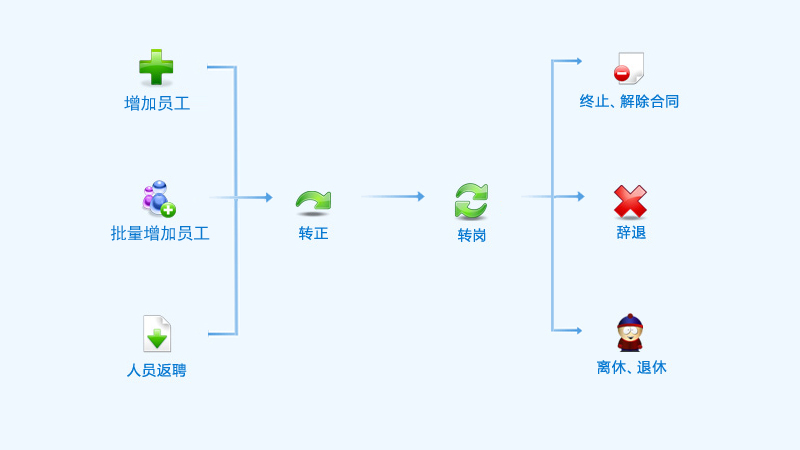 增加员工
终止、解除合同
批量增加员工
转正
转岗
辞退
人员返聘
离休、退休